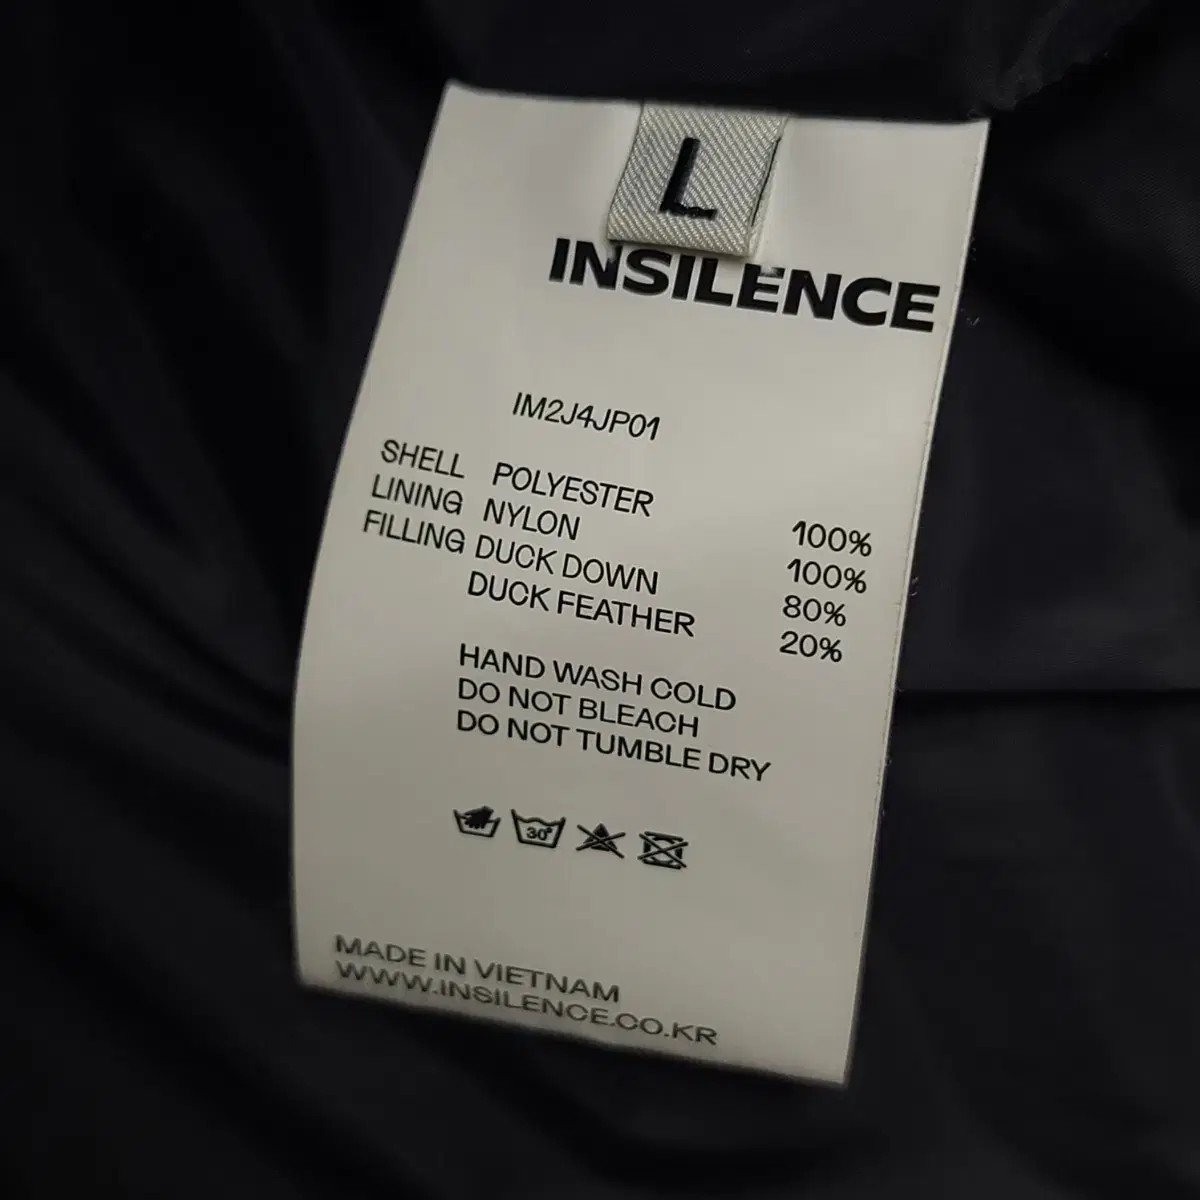 L
INSILENCE
IM2J4JP01
SHELL POLYESTER 100%
LINING NYLON 100%
FILLING DUCK DOWN 80%
DUCK FEATHER 20%
HAND WASH COLD
DO NOT BLEACH
DO NOT TUMBLE DRY
30°
MADE IN VIETNAM
WWW.INSILENCE.CO.KR